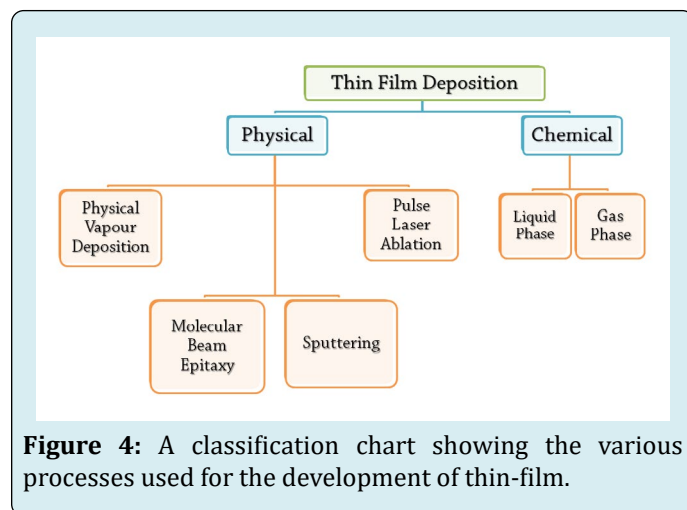 Thin Film Deposition
Physical
Chemical
Physical
Vapour
Deposition
Pulse
Laser
Ablation
Liquid
Phase
Gas
Phase
Molecular
Beam
Epitaxy
Sputtering
Figure 4: A classification chart showing the various
processes used for the development of thin-film.